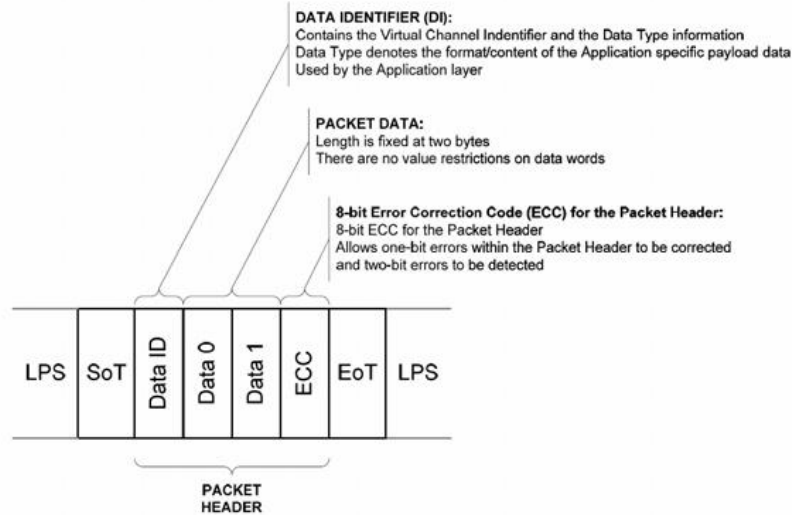 DATA IDENTIFIER (DI):
Contains the Virtual Channel Indentifier and the Data Type information
Data Type denotes the format/content of the Application specific payload data
Used by the Application layer
PACKET DATA:
Length is fixed at two bytes
There are no value restrictions on data words
8-bit Error Correction Code (ECC) for the Packet Header:
8-bit ECC for the Packet Header
Allows one-bit errors within the Packet Header to be corrected
and two-bit errors to be detected
LPS SoT Data ID Data 0 Data 1 ECC EoT LPS
PACKET
HEADER